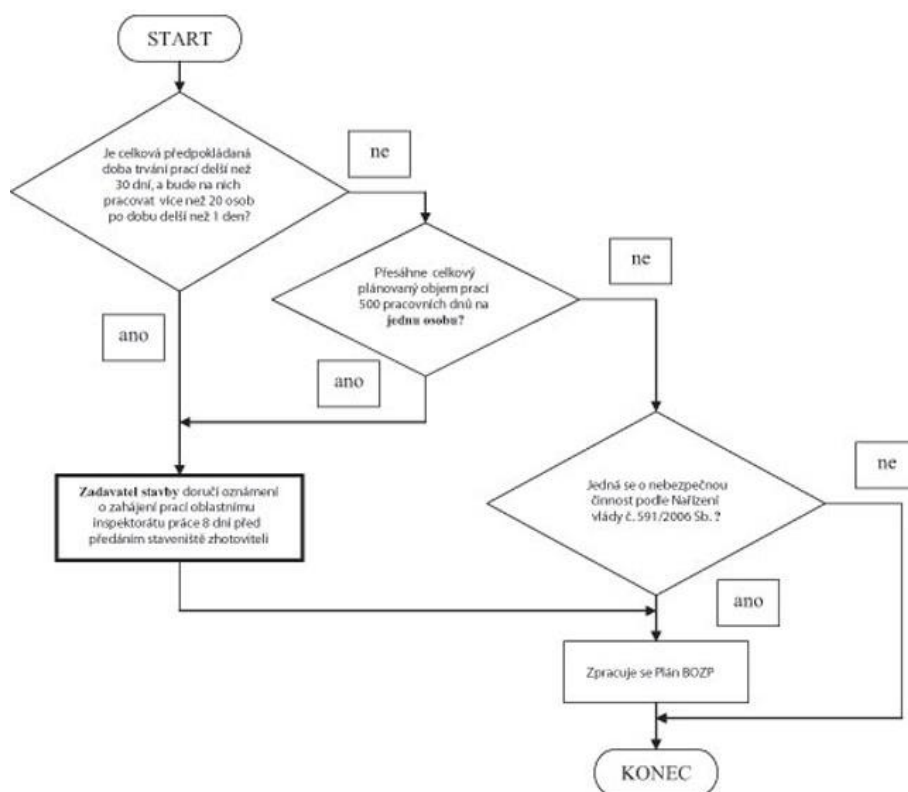 START
Je celková předpokládaná
doba trvání prací delší než
30 dní, a bude na nich
pracovat více než 20 osob
po dobu delší než 1 den?
ne
Přesáhne celkový
plánovaný objem prací
500 pracovních dnů na
jednu osobu?
ne
ano
ano
Zadavatel stavby doručí oznámení
o zahájení prací oblastnímu
inspektorátu práce 8 dní před
předáním staveniště zhotoviteli
Jedná se o nebezpečnou
činnost podle Nařízení
vlády č. 591/2006 Sb. ?
ne
ano
Zpracuje se Plán BOZP
KONEC